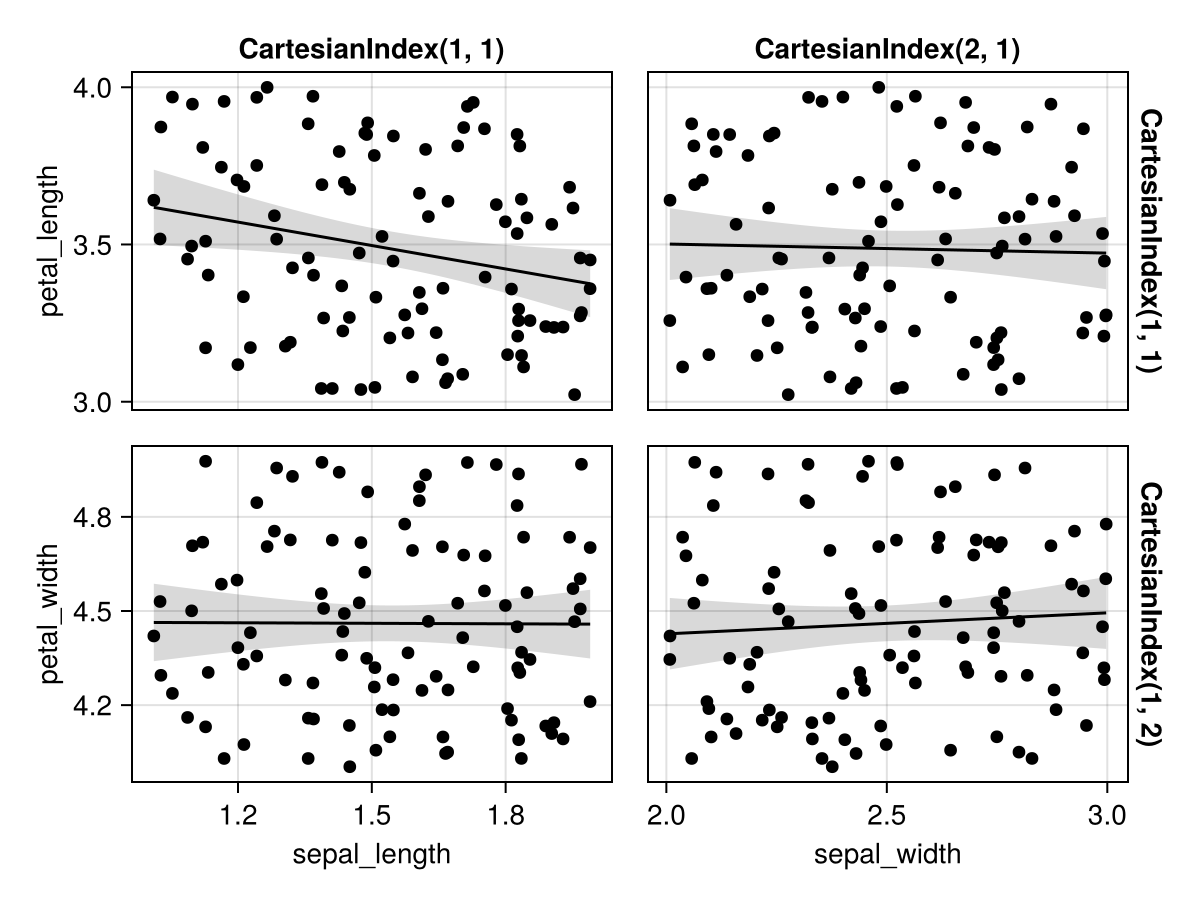 CartesianIndex(1, 1)
CartesianIndex(2, 1)
petal_length
4.0
3.5
3.0
CartesianIndex(1, 1)
petal_width
4.8
4.5
4.2
CartesianIndex(1, 2)
1.2
1.5
1.8
2.0
2.5
3.0
sepal_length
sepal_width